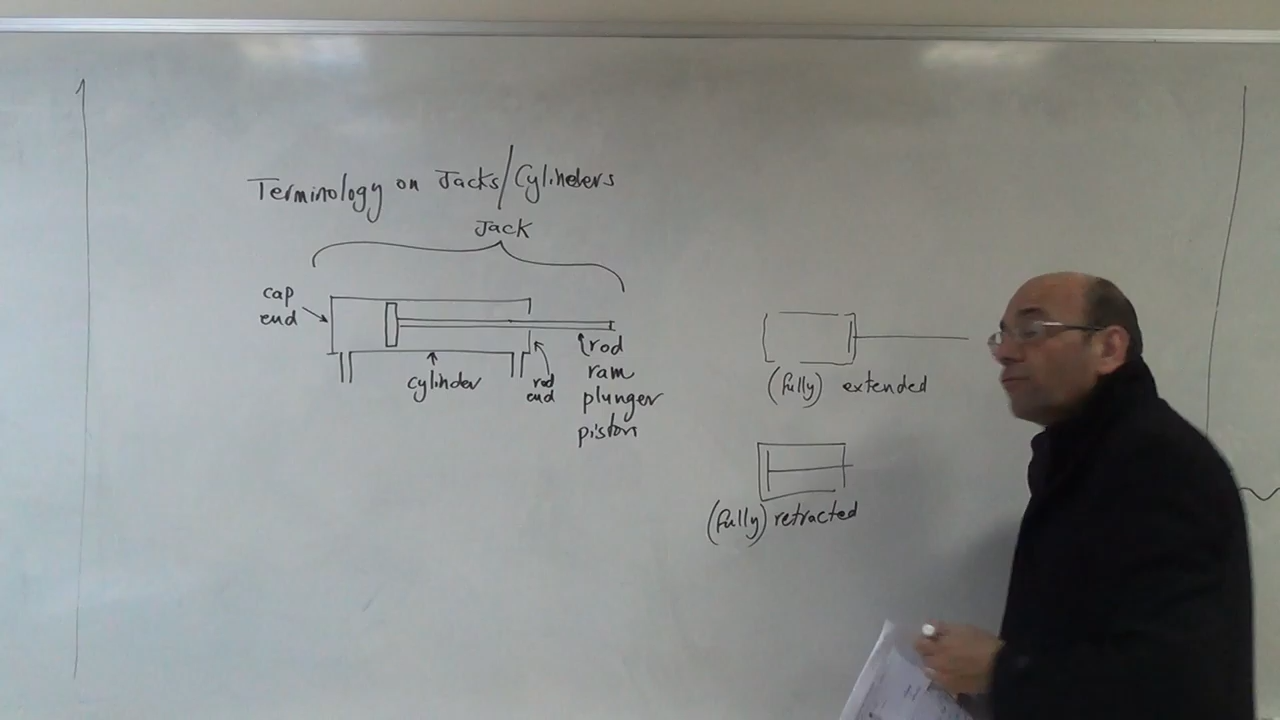 Terminology on Jacks/Cylinders
Jack
cap
end
cylinder
rod
end
rod
ram
plunger
piston
(fully) extended
(fully) retracted